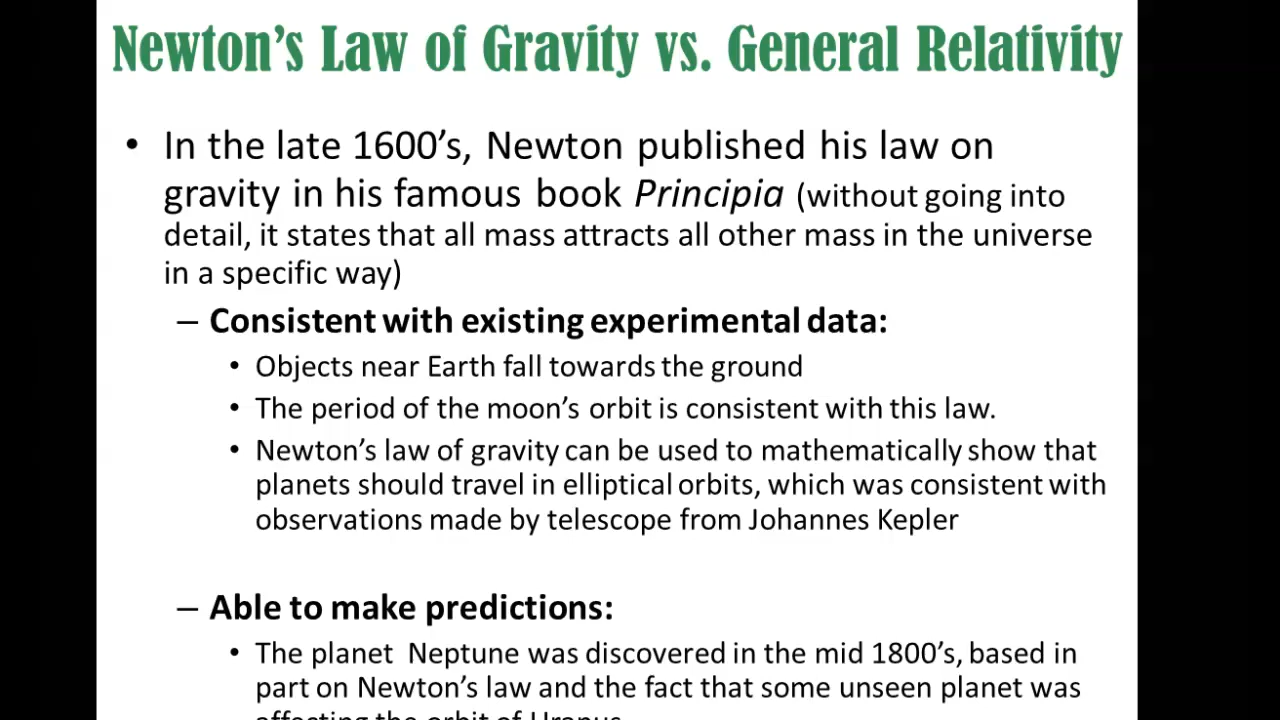 Newton's Law of Gravity vs. General Relativity
• In the late 1600's, Newton published his law on
gravity in his famous book Principia (without going into
detail, it states that all mass attracts all other mass in the universe
in a specific way)
– Consistent with existing experimental data:
• Objects near Earth fall towards the ground
• The period of the moon's orbit is consistent with this law.
• Newton's law of gravity can be used to mathematically show that
planets should travel in elliptical orbits, which was consistent with
observations made by telescope from Johannes Kepler
– Able to make predictions:
• The planet Neptune was discovered in the mid 1800's, based in
part on Newton's law and the fact that some unseen planet was
affecting the orbit of Uranus